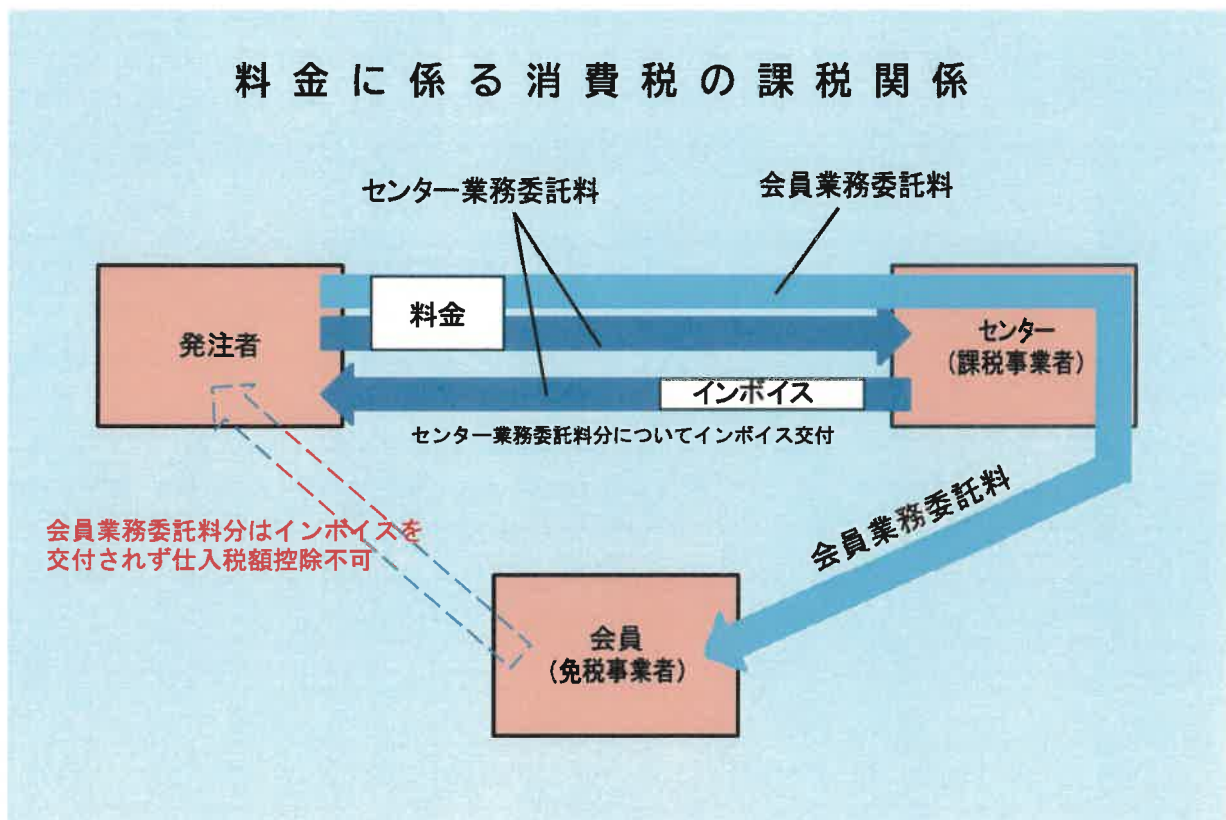 料金に係る消費税の課税関係
センター業務委託料
会員業務委託料
発注者
料金
センター
(課税事業者)
インボイス
センター業務委託料分についてインボイス交付
会員業務委託料
会員業務委託料分はインボイスを
交付されず仕入税額控除不可
会員
(免税事業者)